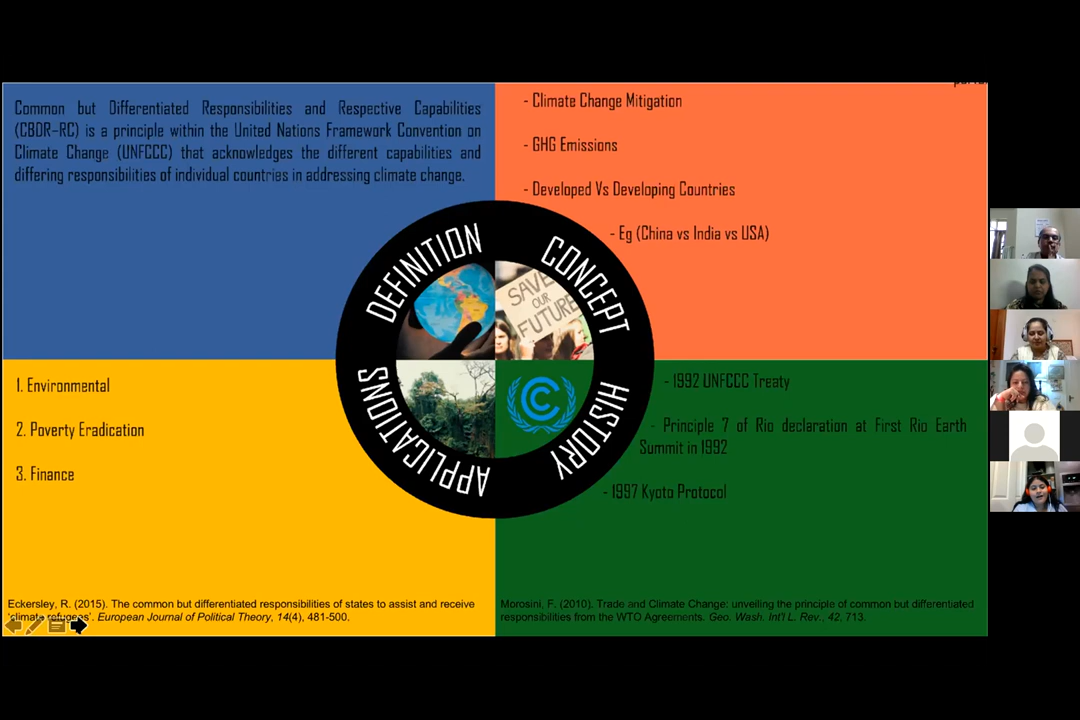 Common but Differentiated Responsibilities and Respective Capabilities
(CBDR–RC) is a principle within the United Nations Framework Convention on
Climate Change (UNFCCC) that acknowledges the different capabilities and
differing responsibilities of individual countries in addressing climate change.
- Climate Change Mitigation
- GHG Emissions
- Developed Vs Developing Countries
- Eg (China vs India vs USA)
DEFINITION
CONCEPT
SAVE
OUR
FUTURE
APPLICATIONS
HISTORY
1. Environmental
2. Poverty Eradication
3. Finance
- 1992 UNFCCC Treaty
- Principle 7 of Rio declaration at First Rio Earth
Summit in 1992
- 1997 Kyoto Protocol
Eckersley, R. (2015). The common but differentiated responsibilities of states to assist and receive
'climate refugees'. European Journal of Political Theory, 14(4), 481-500.
Morosini, F. (2010). Trade and Climate Change: unveiling the principle of common but differentiated
responsibilities from the WTO Agreements. Geo. Wash. Int'l L. Rev., 42, 713.